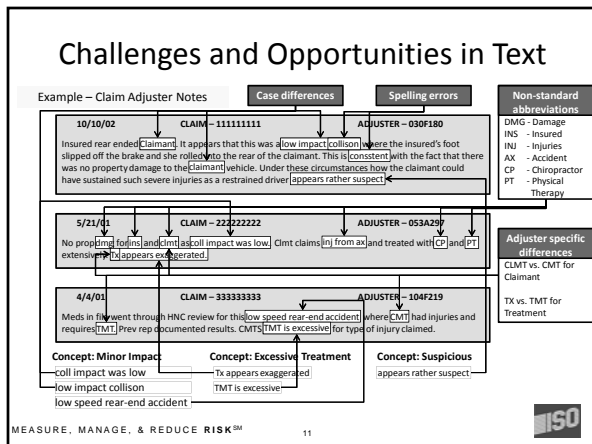 Challenges and Opportunities in Text
Example – Claim Adjuster Notes
Case differences
Spelling errors
Non-standard
abbreviations
DMG - Damage
INS - Insured
INJ - Injuries
AX - Accident
CP - Chiropractor
PT - Physical
Therapy
10/10/02 CLAIM – 111111111 ADJUSTER – 030F180
Insured rear ended Claimant. It appears that this was a low impact collison where the insured's foot
slipped off the brake and she rolled into the rear of the claimant. This is consstent with the fact that there
was no property damage to the claimant vehicle. Under these circumstances how the claimant could
have sustained such severe injuries as a restrained driver appears rather suspect
5/21/01 CLAIM – 222222222 ADJUSTER – 053A297
No prop dmg for ins and clmt as coll impact was low. Clmt claims inj from ax and treated with CP and PT
extensively. Tx appears exaggerated.
Adjuster specific
differences
CLMT vs. CMT for
Claimant
TX vs. TMT for
Treatment
4/4/01 CLAIM – 333333333 ADJUSTER – 104F219
Meds in file went through HNC review for this low speed rear-end accident where CMT had injuries and
requires TMT. Prev rep documented results. CMTS TMT is excessive for type of injury claimed.
Concept: Minor Impact
coll impact was low
low impact collison
low speed rear-end accident
Concept: Excessive Treatment
Tx appears exaggerated
TMT is excessive
Concept: Suspicious
appears rather suspect
MEASURE, MANAGE, & REDUCE RISK℠
11
ISO